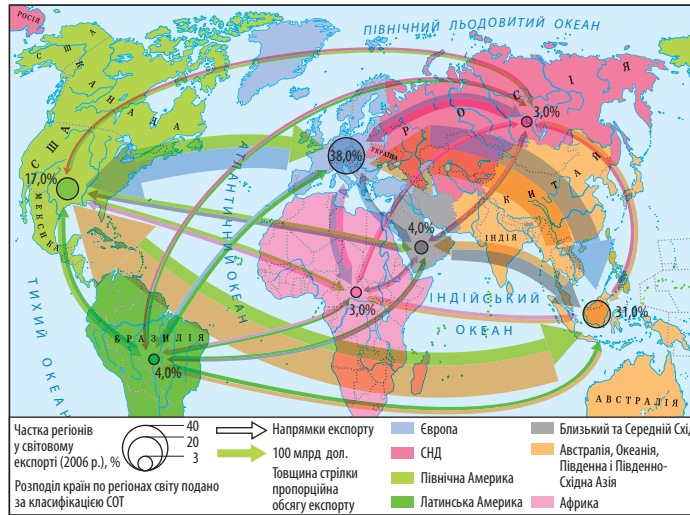 ПІВНІЧНИЙ ЛЬОДОВИТИЙ ОКЕАН
РОСІЯ
США
КАНАДА
РОСІЯ
3,0%
38,0%
УКРАЇНА
США
17,0%
МЕКСИКА
АТЛАНТИЧНИЙ ОКЕАН
КИТАЙ
ІНДІЯ
4,0%
ТИХИЙ ОКЕАН
3,0%
ІНДІЙСЬКИЙ
ОКЕАН
31,0%
БРАЗИЛІЯ
4,0%
АВСТРАЛІЯ
Частка регіонів
у світовому
експорті (2006 р.), %
40
20
3
Розподіл країн по регіонах світу подано
за класифікацією СОТ
Напрямки експорту
100 млрд дол.
Товщина стрілки
пропорційна
обсягу експорту
Європа
СНД
Північна Америка
Латинська Америка
Близький та Середній Схід
Австралія, Океанія,
Південна і Південно-
Східна Азія
Африка